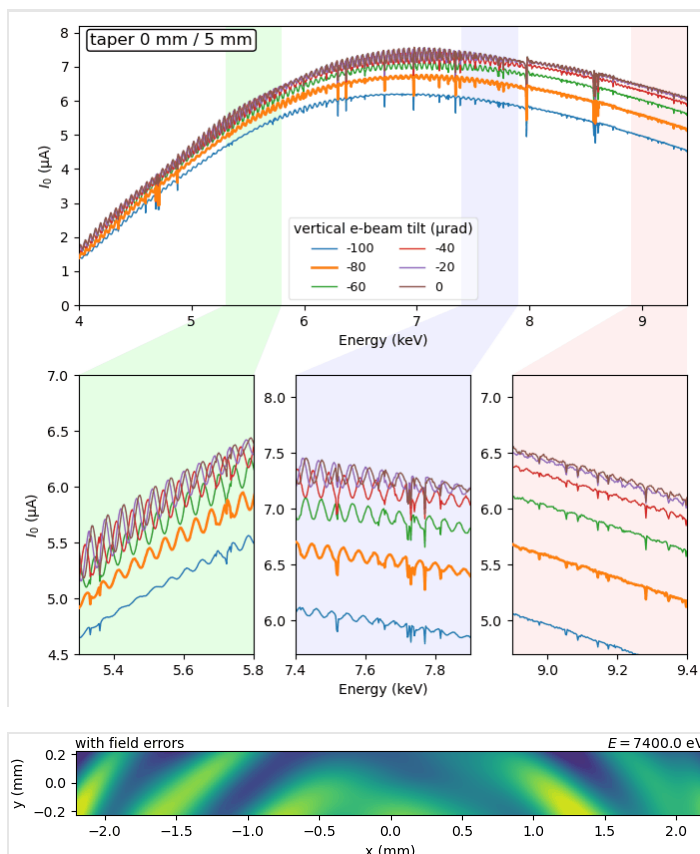 taper 0 mm / 5 mm
8
7
6
5
4
3
2
1
0
I₀ (μA)
vertical e-beam tilt (μrad)
-100 -40
-80 -20
-60 0
4 5 6 7 8 9
Energy (keV)
7.0
6.5
6.0
5.5
5.0
4.5
I₀ (μA)
5.4 5.6 5.8
8.0
7.5
7.0
6.5
6.0
7.4 7.6 7.8
7.0
6.5
6.0
5.5
5.0
9.0 9.2 9.4
Energy (keV)
with field errors E = 7400.0 eV
0.2
0.0
−0.2
y (mm)
−2.0 −1.5 −1.0 −0.5 0.0 0.5 1.0 1.5 2.0
x (mm)